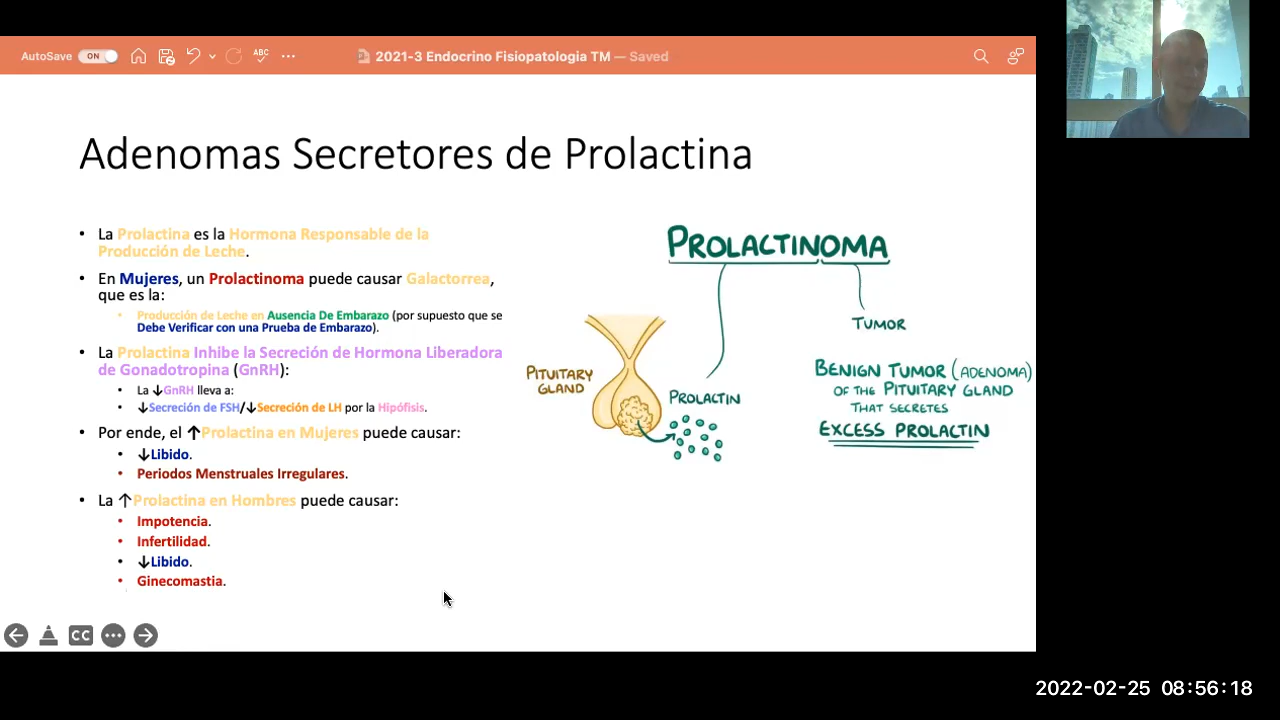 AutoSave ON ABC 2021-3 Endocrino Fisiopatologia TM — Saved
Adenomas Secretores de Prolactina
• La Prolactina es la Hormona Responsable de la
Producción de Leche.
• En Mujeres, un Prolactinoma puede causar Galactorrea,
que es la:
• Producción de Leche en Ausencia De Embarazo (por supuesto que se
Debe Verificar con una Prueba de Embarazo).
• La Prolactina Inhibe la Secreción de Hormona Liberadora
de Gonadotropina (GnRH):
• La ↓GnRH lleva a:
• ↓Secreción de FSH/↓Secreción de LH por la Hipófisis.
• Por ende, el ↑Prolactina en Mujeres puede causar:
• ↓Libido.
• Periodos Menstruales Irregulares.
• La ↑Prolactina en Hombres puede causar:
• Impotencia.
• Infertilidad.
• ↓Libido.
• Ginecomastia.
PROLACTINOMA
TUMOR
PITUITARY
GLAND
PROLACTIN
BENIGN TUMOR (ADENOMA)
OF THE PITUITARY GLAND
THAT SECRETES
EXCESS PROLACTIN
CC
2022-02-25 08:56:18